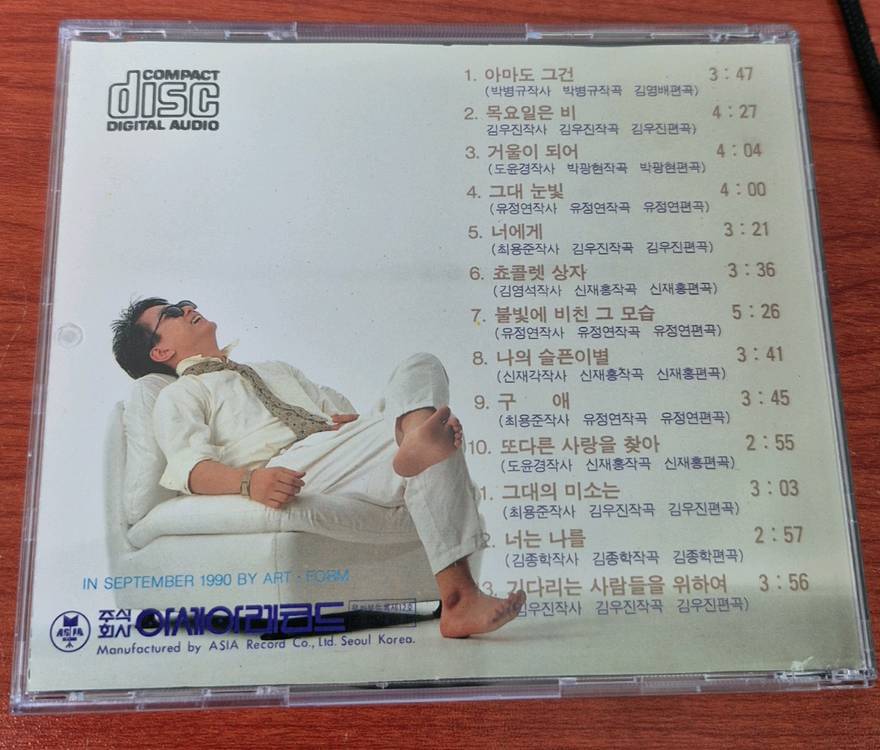 COMPACT
disc
DIGITAL AUDIO
1. 아마도 그건 3 : 47
(박병규작사 박병규작곡 김영배편곡)
2. 목요일은 비 4 : 27
김우진작사 김우진작곡 김우진편곡)
3. 거울이 되어 4 : 04
(도윤경작사 박광현작곡 박광현편곡)
4. 그대 눈빛 4 : 00
(유정연작사 유정연작곡 유정연편곡)
5. 너에게 3 : 21
(최용준작사 김우진작곡 김우진편곡)
6. 쵸콜렛 상자 3 : 36
(김영석작사 신재홍작곡 신재홍편곡)
7. 불빛에 비친 그 모습 5 : 26
(유정연작사 유정연작곡 유정연편곡)
8. 나의 슬픈이별 3 : 41
(신재각작사 신재홍작곡 신재홍편곡)
9. 구 애 3 : 45
(최용준작사 유정연작곡 유정연편곡)
10. 또다른 사랑을 찾아 2 : 55
(도윤경작사 신재홍작곡 신재홍편곡)
11. 그대의 미소는 3 : 03
(최용준작사 김우진작곡 김우진편곡)
12. 너는 나를 2 : 57
(김종학작사 김종학작곡 김종학편곡)
13. 기다리는 사람들을 위하여 3 : 56
김우진작사 김우진작곡 김우진편곡)
IN SEPTEMBER 1990 BY ART · FORM
ASIA
주식회사 아세아레코드
Manufactured by ASIA Record Co., Ltd. Seoul Korea.